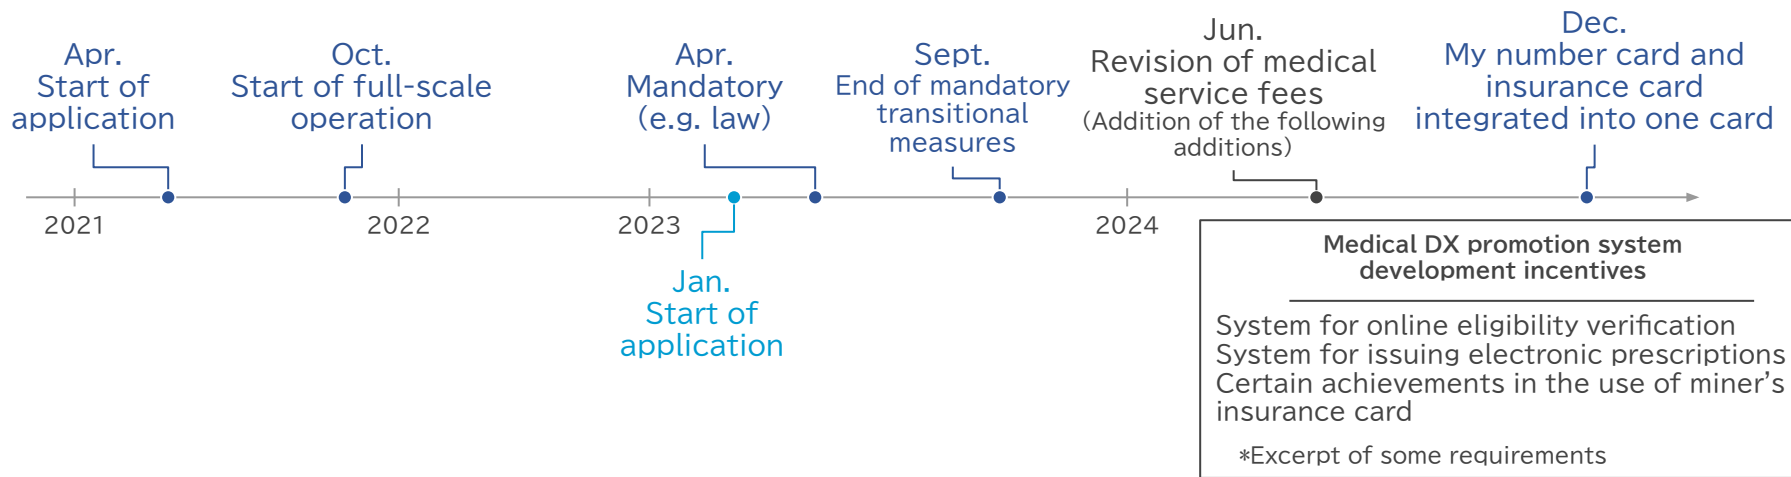 Apr.
Start of
application
Oct.
Start of full-scale
operation
Apr.
Mandatory
(e.g. law)
Sept.
End of mandatory
transitional
measures
Jun.
Revision of medical
service fees
(Addition of the following
additions)
Dec.
My number card and
insurance card
integrated into one card
2021
2022
2023
2024
Jan.
Start of
application
Medical DX promotion system
development incentives
System for online eligibility verification
System for issuing electronic prescriptions
Certain achievements in the use of miner's
insurance card
*Excerpt of some requirements